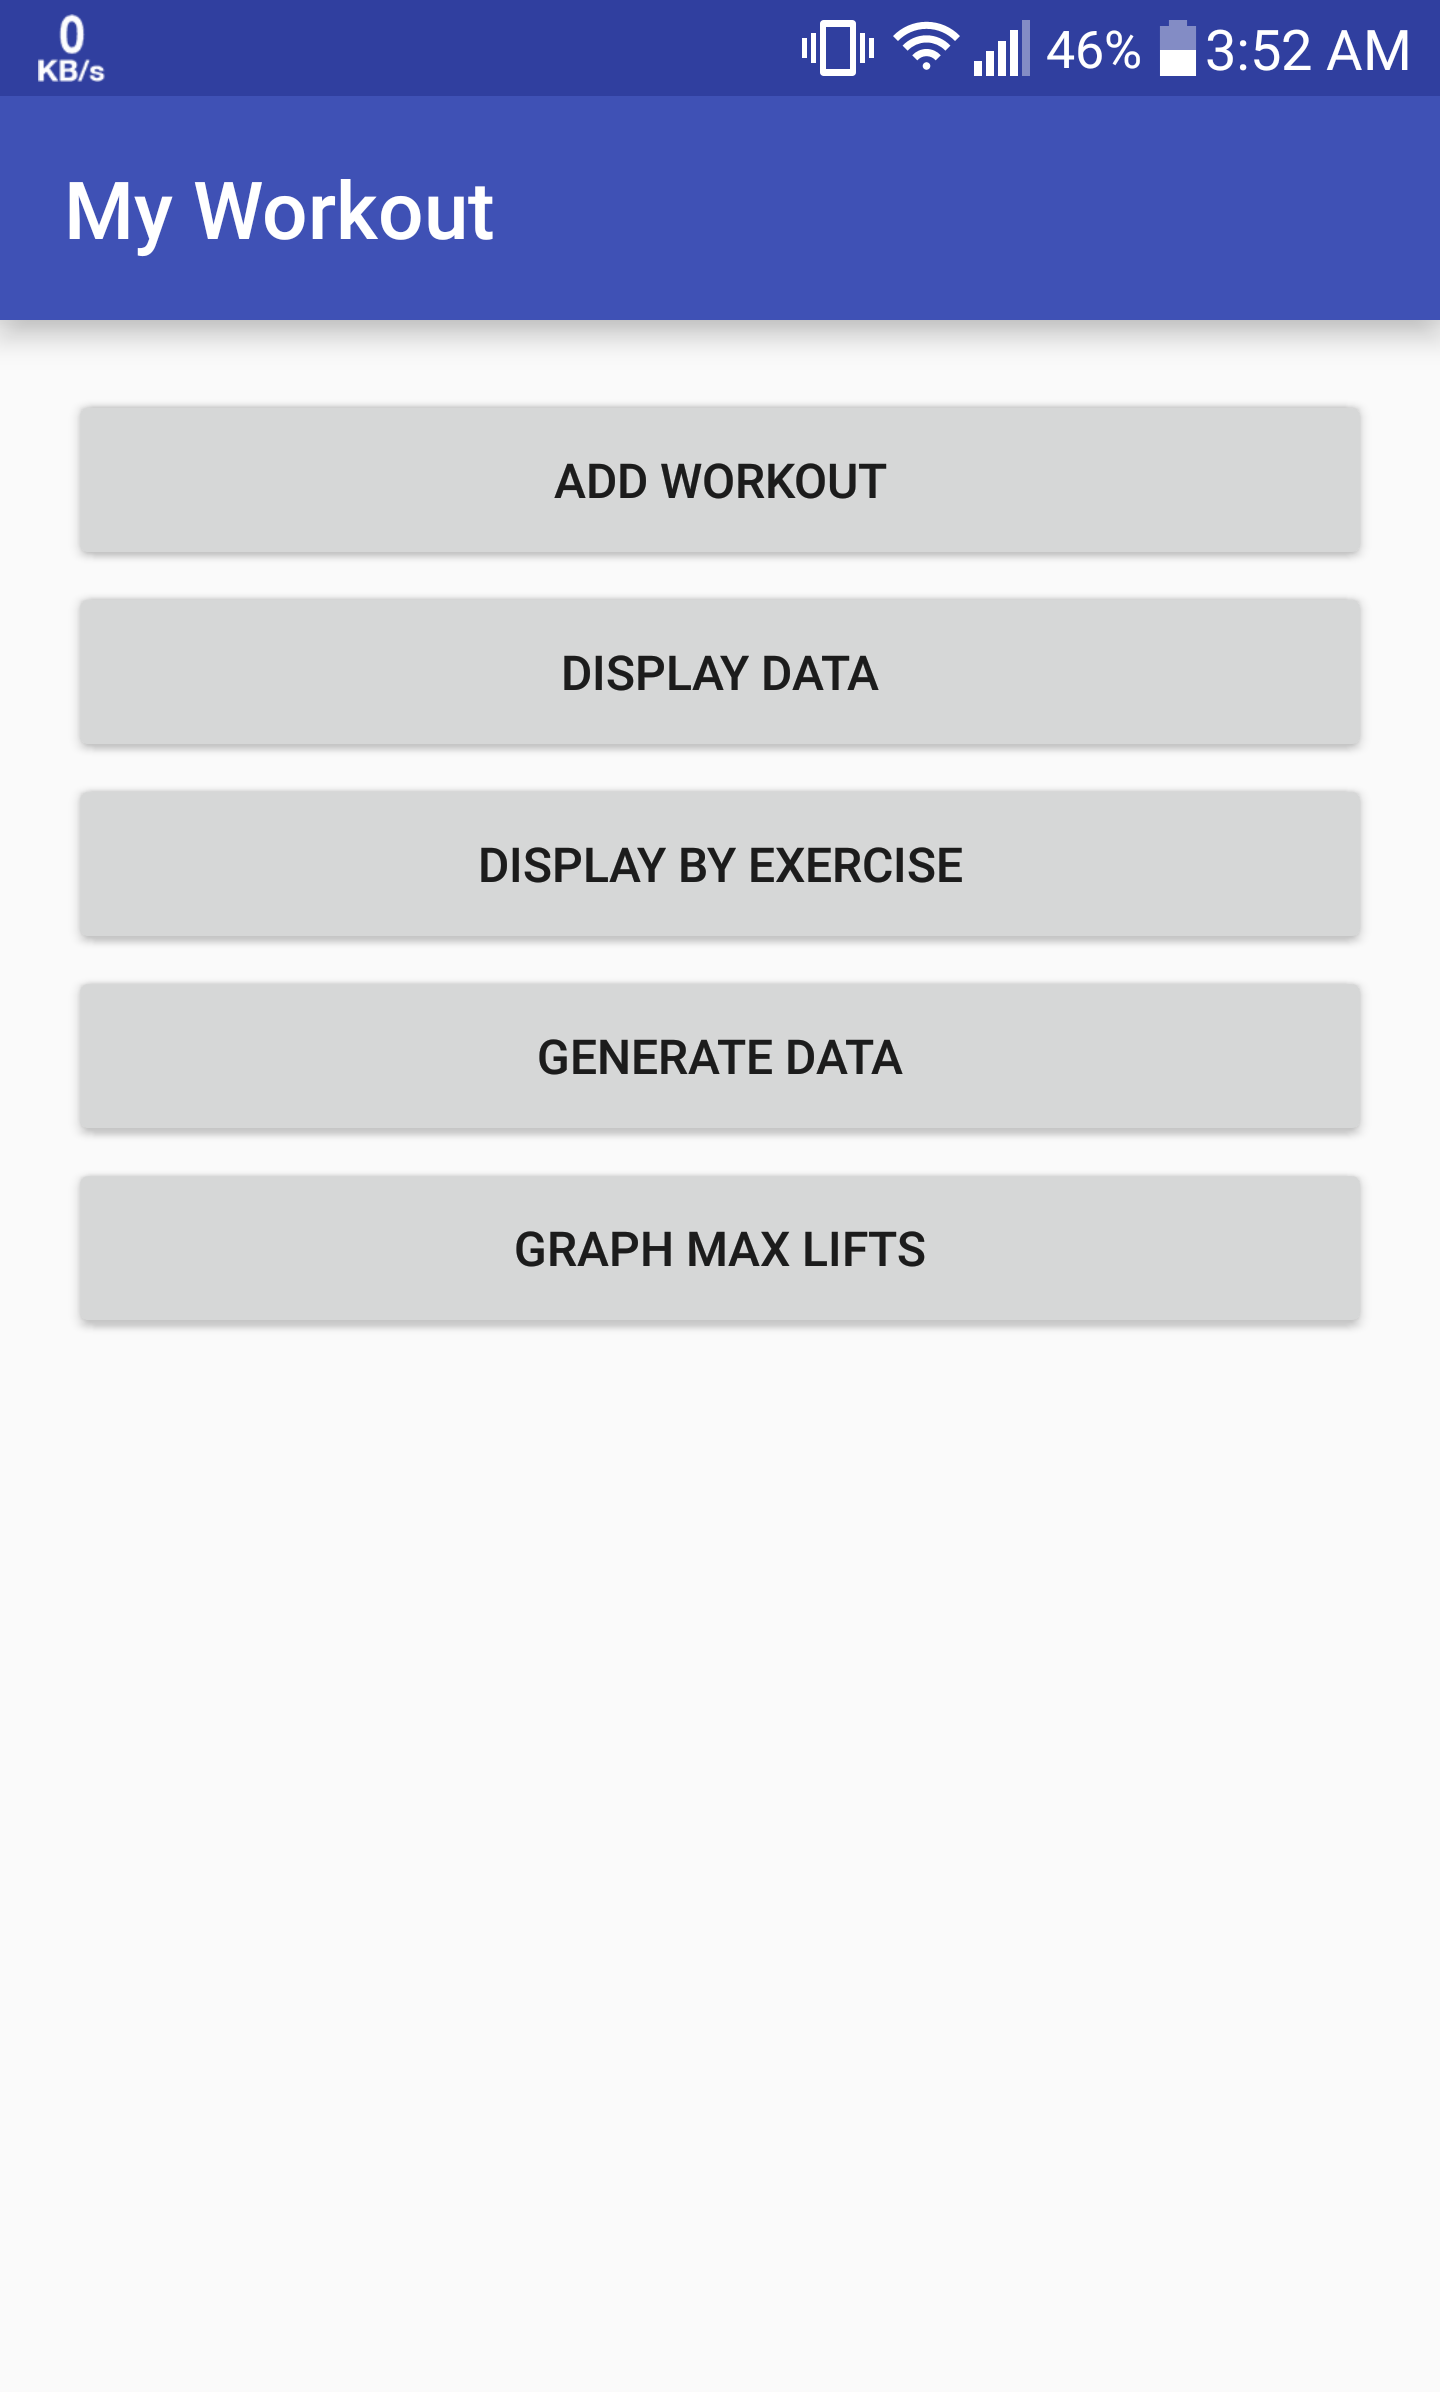 0
KB/s
46% 3:52 AM
My Workout
ADD WORKOUT
DISPLAY DATA
DISPLAY BY EXERCISE
GENERATE DATA
GRAPH MAX LIFTS